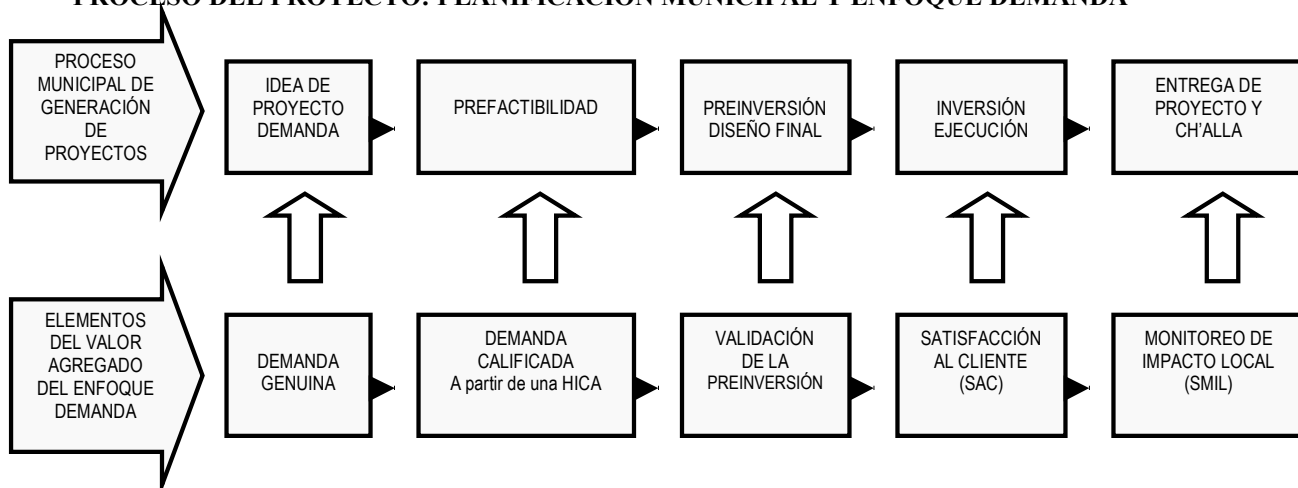 PROCESO DEL PROYECTO: PLANIFICACIÓN MUNICIPAL Y ENFOQUE DEMANDA
PROCESO
MUNICIPAL DE
GENERACIÓN
DE
PROYECTOS
IDEA DE
PROYECTO
DEMANDA
PREFACTIBILIDAD
PREINVERSIÓN
DISEÑO FINAL
INVERSIÓN
EJECUCIÓN
ENTREGA DE
PROYECTO Y
CH’ALLA
ELEMENTOS
DEL VALOR
AGREGADO
DEL ENFOQUE
DEMANDA
DEMANDA
GENUINA
DEMANDA
CALIFICADA
A partir de una HICA
VALIDACIÓN
DE LA
PREINVERSIÓN
SATISFACCIÓN
AL CLIENTE
(SAC)
MONITOREO DE
IMPACTO LOCAL
(SMIL)